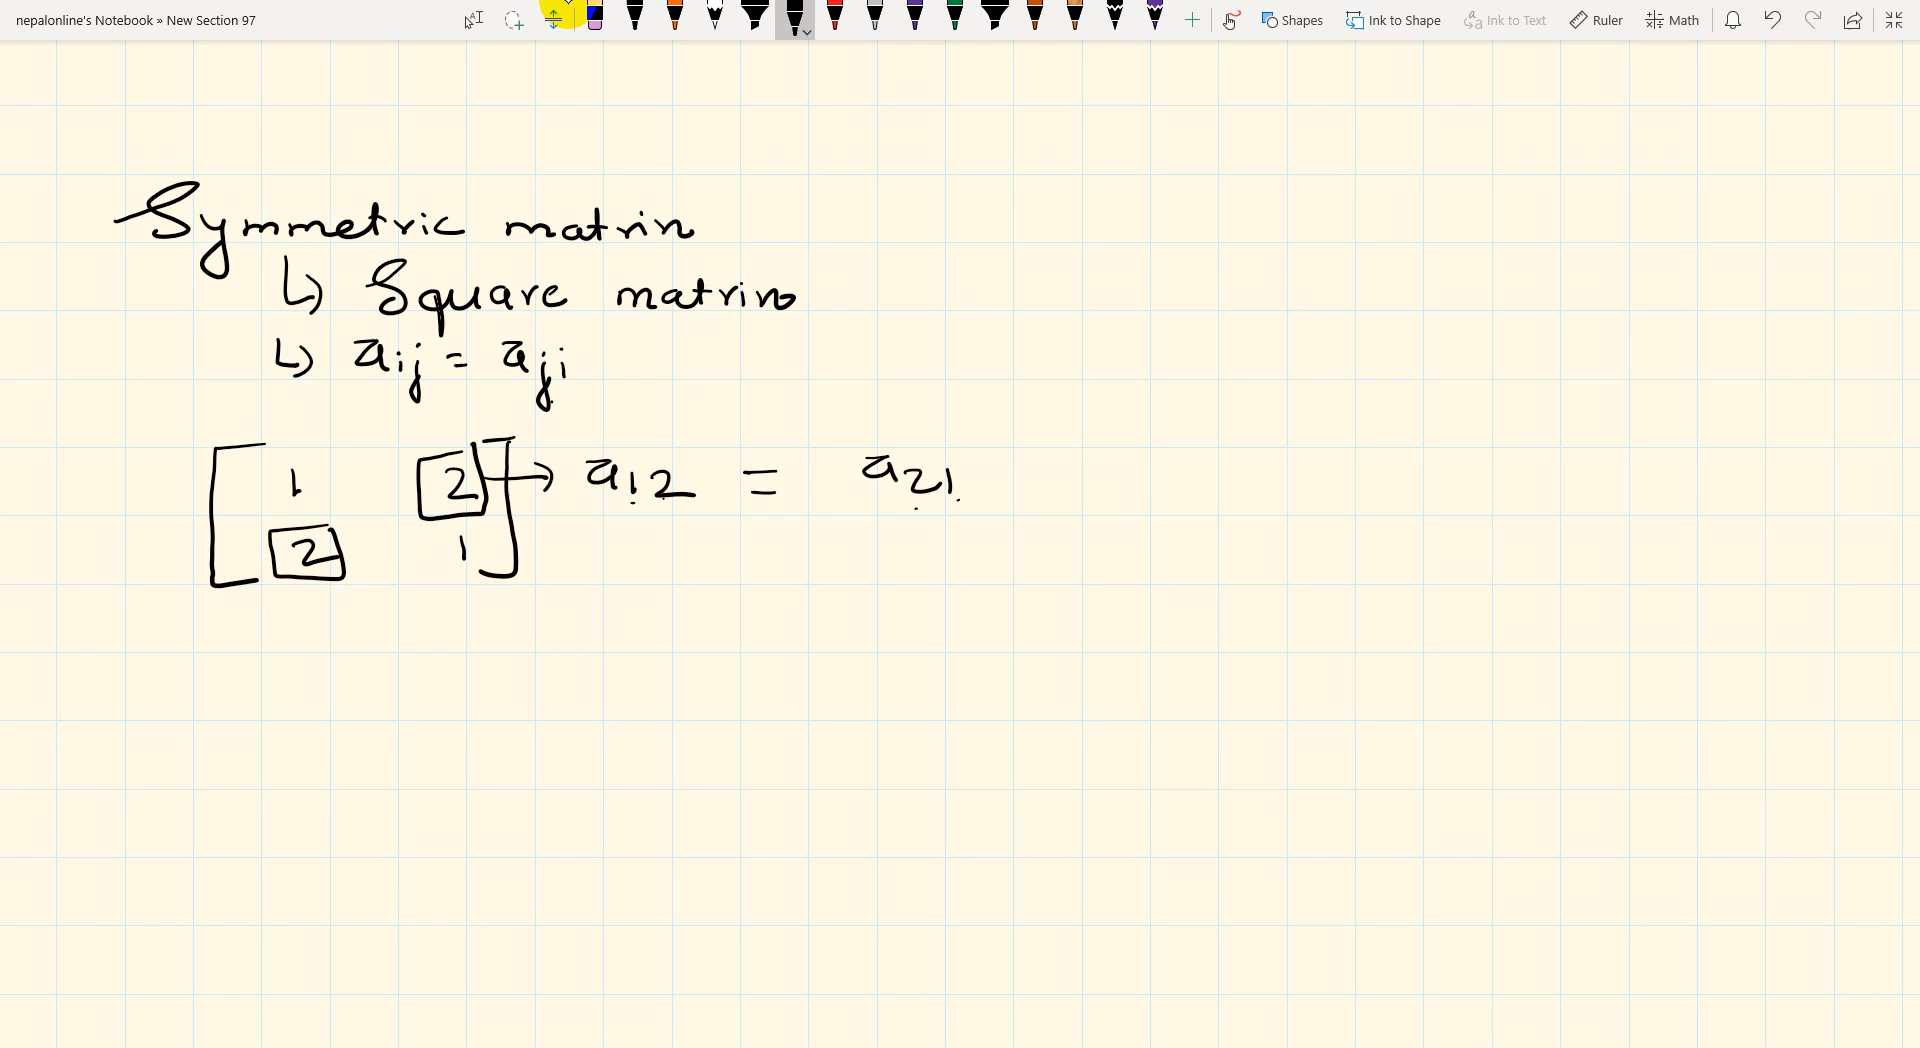 nepalonline's Notebook » New Section 97
Shapes Ink to Shape Ink to Text Ruler Math
Symmetric matrix
↳ Square matrix
↳ aij = aji
[ 1 2 ] → a12 = a21
[ 2 1 ]